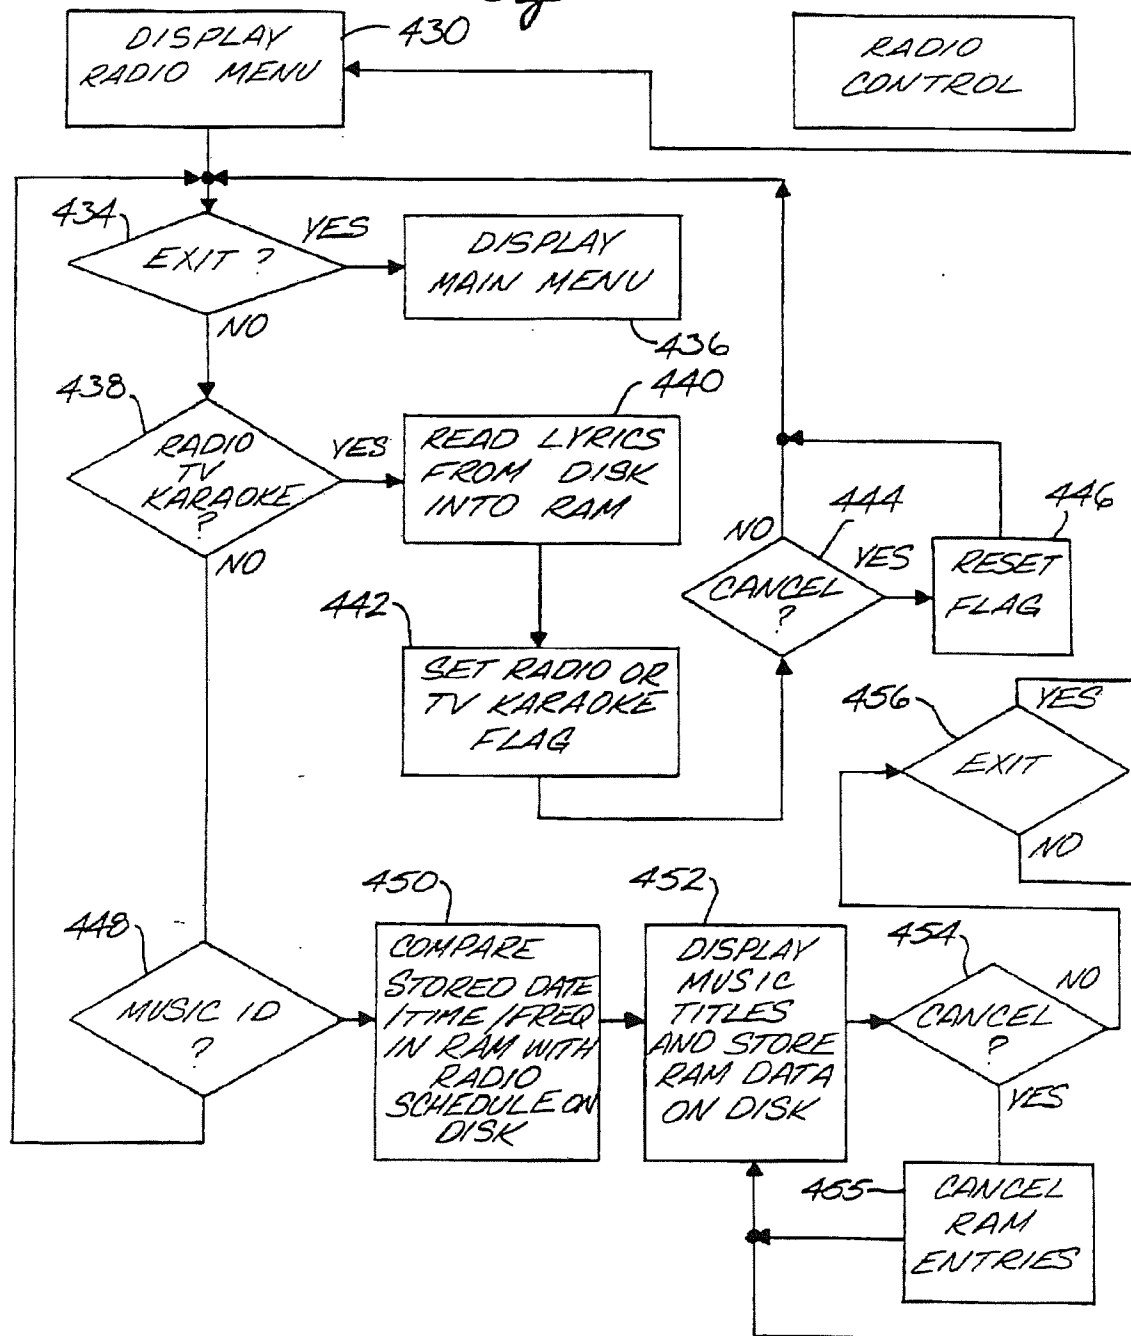 DISPLAY
RADIO MENU
430
RADIO
CONTROL
434
EXIT ?
YES
NO
DISPLAY
MAIN MENU
436
438
RADIO
TV
KARAOKE
?
YES
NO
440
READ LYRICS
FROM DISK
INTO RAM
442
SET RADIO OR
TV KARAOKE
FLAG
444
NO
CANCEL
?
YES
446
RESET
FLAG
456
YES
EXIT
NO
448
MUSIC ID
?
450
COMPARE
STORED DATE
/TIME /FREQ
IN RAM WITH
RADIO
SCHEDULE ON
DISK
452
DISPLAY
MUSIC
TITLES
AND STORE
RAM DATA
ON DISK
454
NO
CANCEL
?
YES
455
CANCEL
RAM
ENTRIES